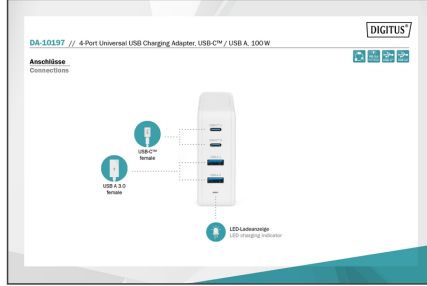 DIGITUS®
DA-10197 // 4-Port Universal USB Charging Adapter, USB-C™ / USB A, 100 W
Anschlüsse
Connections
USB-C™
female
USB A 3.0
female
LED-Ladeanzeige
LED charging indicator